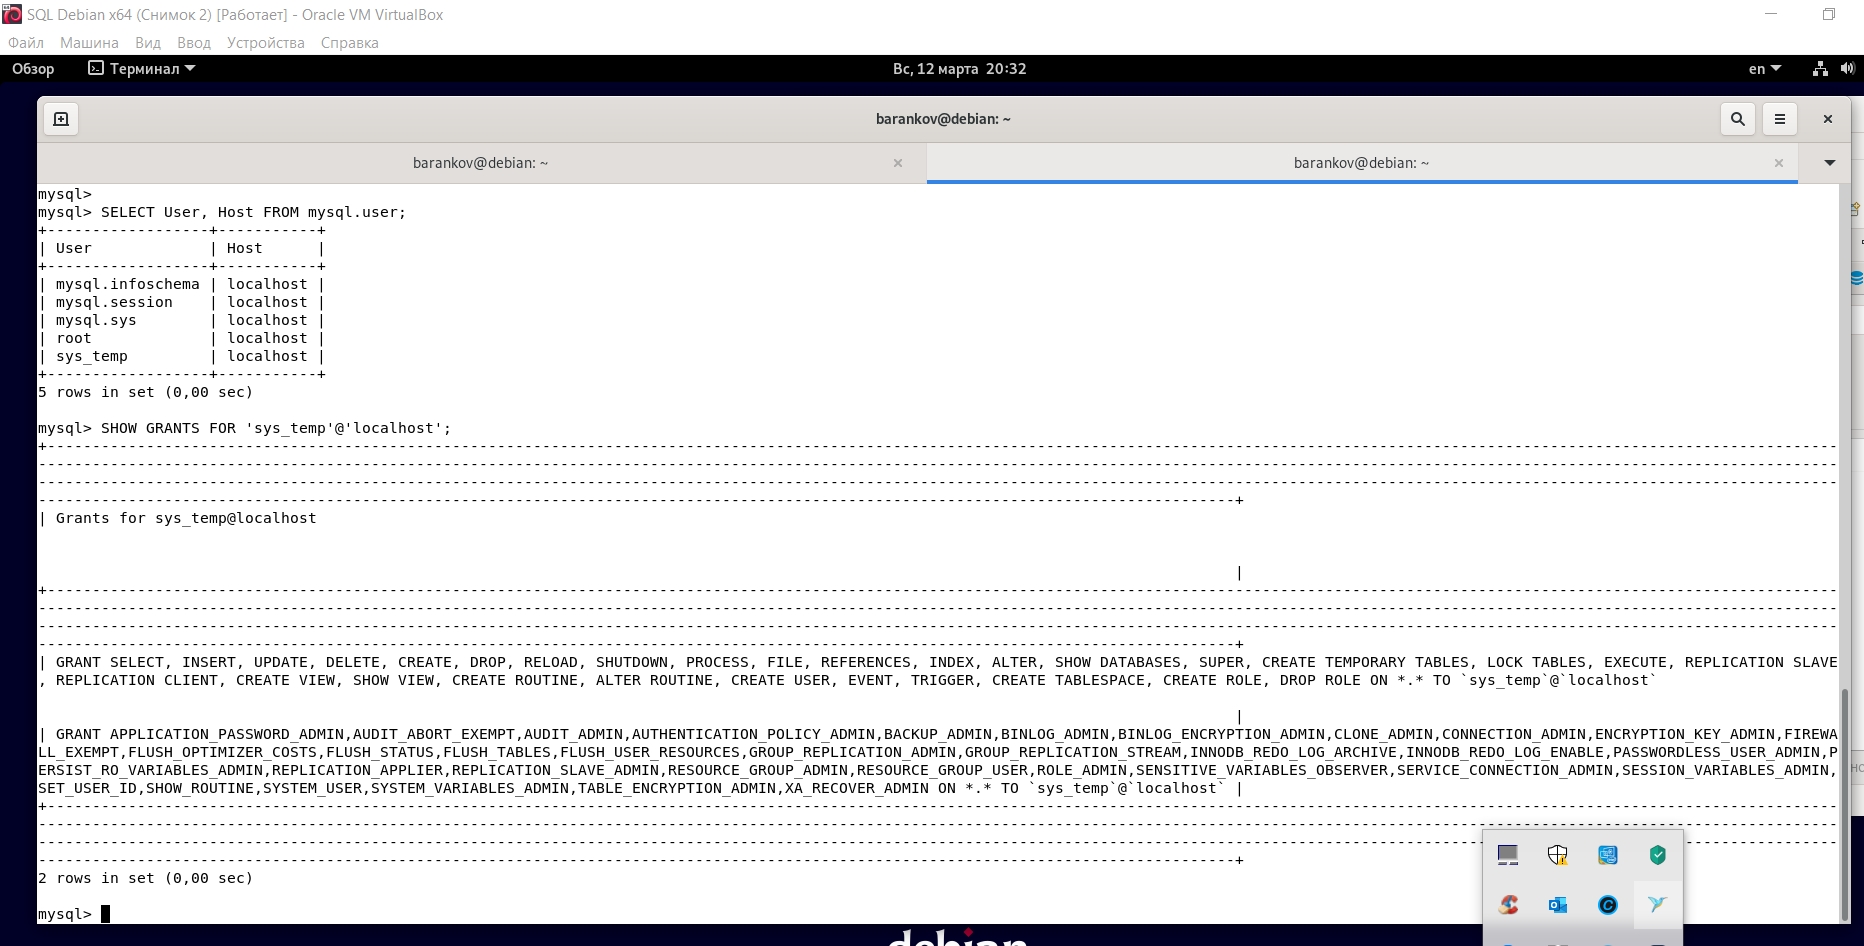 SQL Debian x64 (Снимок 2) [Работает] - Oracle VM VirtualBox
Файл Машина Вид Ввод Устройства Справка
Обзор Терминал Вс, 12 марта 20:32 en
barankov@debian: ~
barankov@debian: ~ barankov@debian: ~
mysql>
mysql> SELECT User, Host FROM mysql.user;
+------------------+-----------+
| User             | Host      |
+------------------+-----------+
| mysql.infoschema | localhost |
| mysql.session    | localhost |
| mysql.sys        | localhost |
| root             | localhost |
| sys_temp         | localhost |
+------------------+-----------+
5 rows in set (0,00 sec)
mysql> SHOW GRANTS FOR 'sys_temp'@'localhost';
| Grants for sys_temp@localhost
|
| GRANT SELECT, INSERT, UPDATE, DELETE, CREATE, DROP, RELOAD, SHUTDOWN, PROCESS, FILE, REFERENCES, INDEX, ALTER, SHOW DATABASES, SUPER, CREATE TEMPORARY TABLES, LOCK TABLES, EXECUTE, REPLICATION SLAVE
, REPLICATION CLIENT, CREATE VIEW, SHOW VIEW, CREATE ROUTINE, ALTER ROUTINE, CREATE USER, EVENT, TRIGGER, CREATE TABLESPACE, CREATE ROLE, DROP ROLE ON *.* TO `sys_temp`@`localhost`
|
| GRANT APPLICATION_PASSWORD_ADMIN,AUDIT_ABORT_EXEMPT,AUDIT_ADMIN,AUTHENTICATION_POLICY_ADMIN,BACKUP_ADMIN,BINLOG_ADMIN,BINLOG_ENCRYPTION_ADMIN,CLONE_ADMIN,CONNECTION_ADMIN,ENCRYPTION_KEY_ADMIN,FIREWA
LL_EXEMPT,FLUSH_OPTIMIZER_COSTS,FLUSH_STATUS,FLUSH_TABLES,FLUSH_USER_RESOURCES,GROUP_REPLICATION_ADMIN,GROUP_REPLICATION_STREAM,INNODB_REDO_LOG_ARCHIVE,INNODB_REDO_LOG_ENABLE,PASSWORDLESS_USER_ADMIN,P
ERSIST_RO_VARIABLES_ADMIN,REPLICATION_APPLIER,REPLICATION_SLAVE_ADMIN,RESOURCE_GROUP_ADMIN,RESOURCE_GROUP_USER,ROLE_ADMIN,SENSITIVE_VARIABLES_OBSERVER,SERVICE_CONNECTION_ADMIN,SESSION_VARIABLES_ADMIN,
SET_USER_ID,SHOW_ROUTINE,SYSTEM_USER,SYSTEM_VARIABLES_ADMIN,TABLE_ENCRYPTION_ADMIN,XA_RECOVER_ADMIN ON *.* TO `sys_temp`@`localhost` |
2 rows in set (0,00 sec)
mysql>
debian